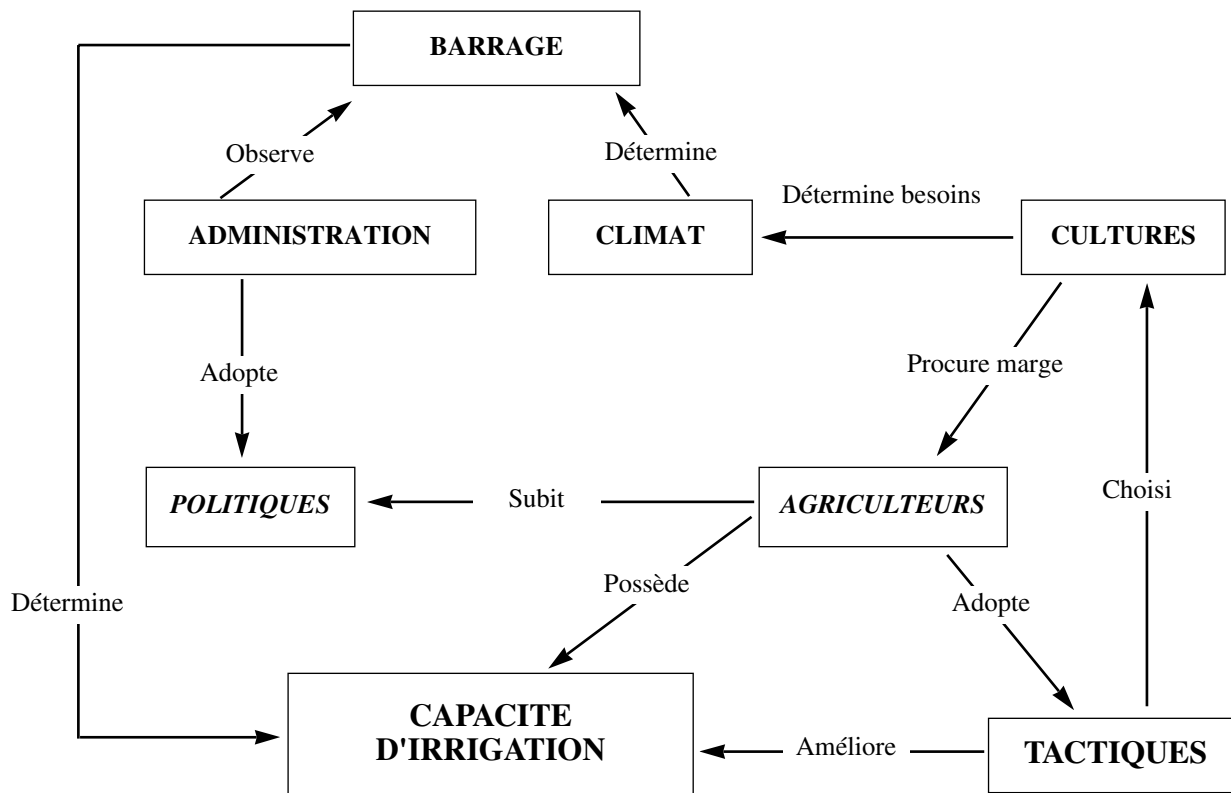 BARRAGE
Observe
Détermine
Détermine besoins
ADMINISTRATION
CLIMAT
CULTURES
Adopte
Procure marge
POLITIQUES
Subit
AGRICULTEURS
Choisi
Détermine
Possède
Adopte
CAPACITE
D'IRRIGATION
Améliore
TACTIQUES